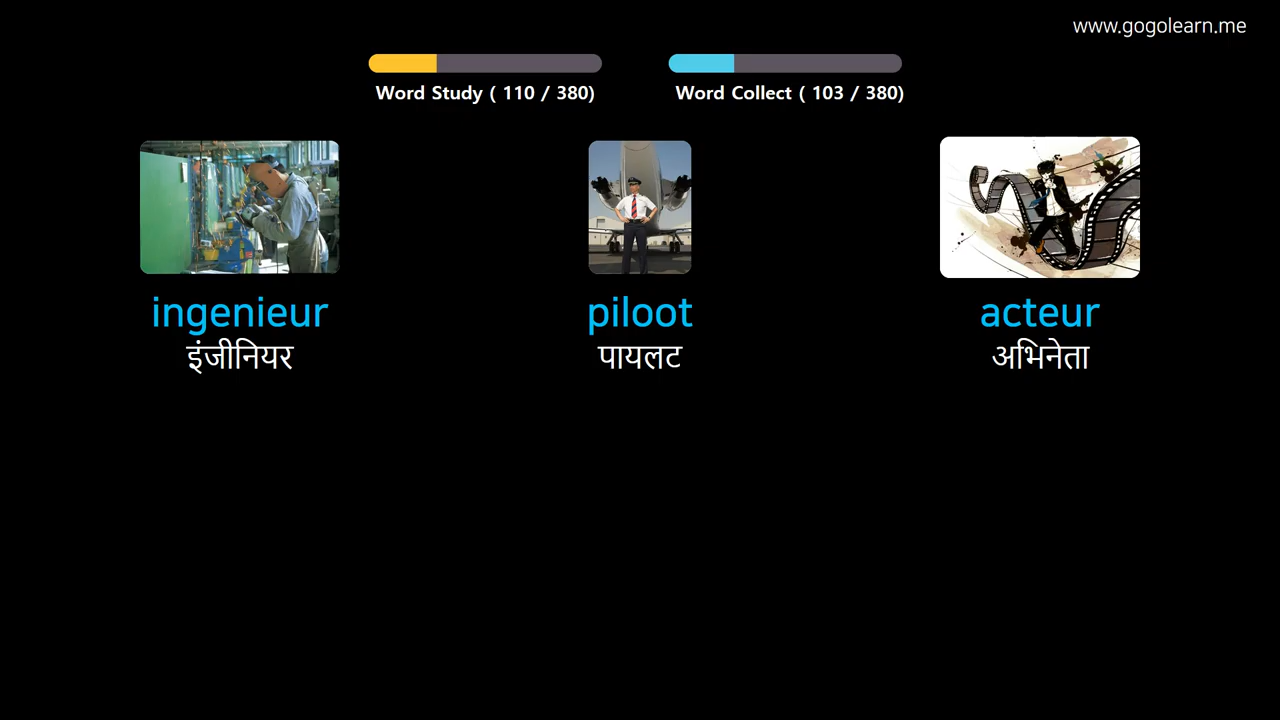 www.gogolearn.me
Word Study ( 110 / 380)
Word Collect ( 103 / 380)
ingenieur
इंजीनियर
piloot
पायलट
acteur
अभिनेता